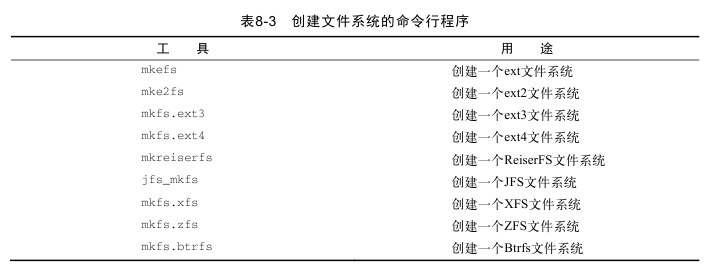 表8-3 创建文件系统的命令行程序
工 具 用 途
mkefs 创建一个ext文件系统
mke2fs 创建一个ext2文件系统
mkfs.ext3 创建一个ext3文件系统
mkfs.ext4 创建一个ext4文件系统
mkreiserfs 创建一个ReiserFS文件系统
jfs_mkfs 创建一个JFS文件系统
mkfs.xfs 创建一个XFS文件系统
mkfs.zfs 创建一个ZFS文件系统
mkfs.btrfs 创建一个Btrfs文件系统